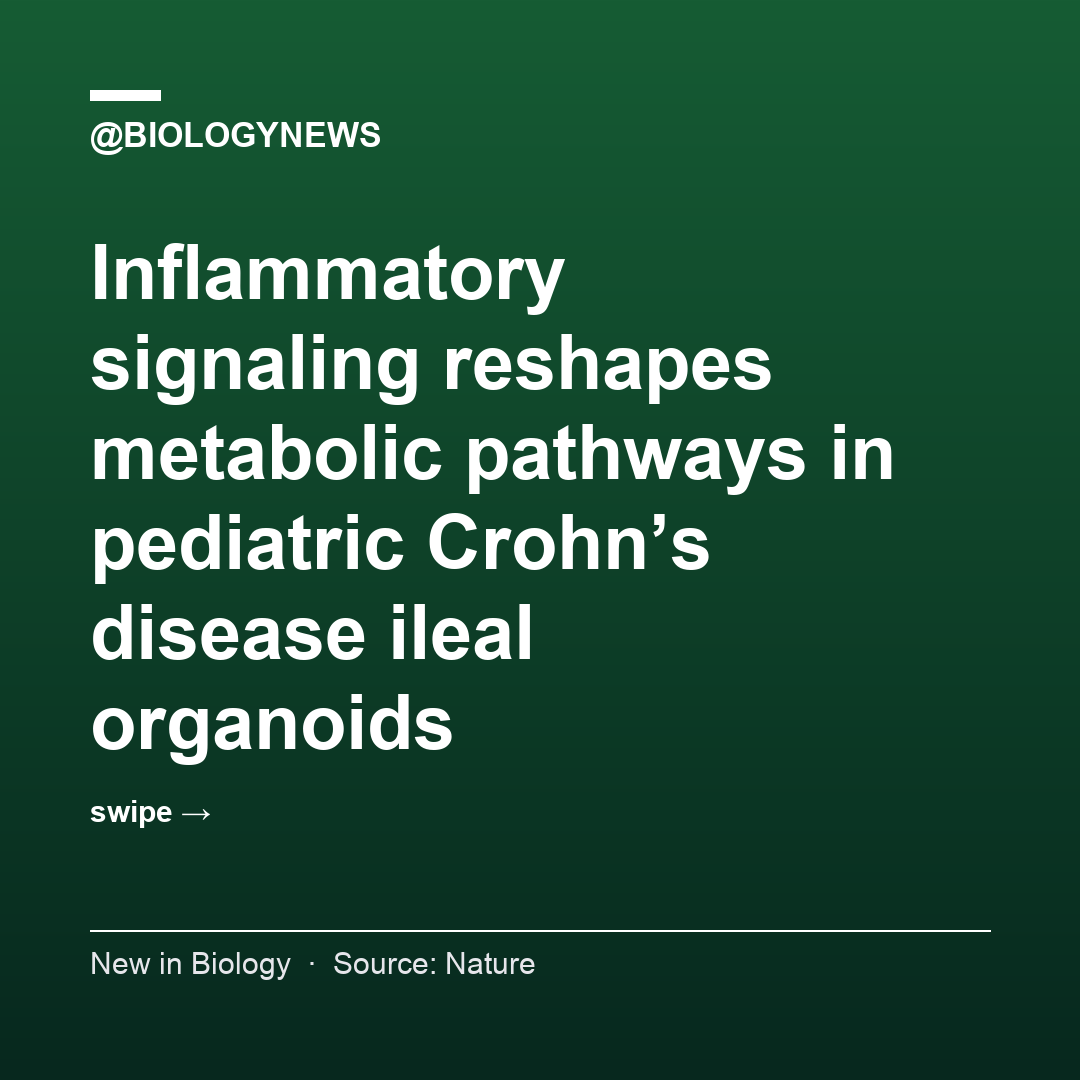 @BIOLOGYNEWS
Inflammatory
signaling reshapes
metabolic pathways in
pediatric Crohn’s
disease ileal
organoids
swipe →
New in Biology · Source: Nature